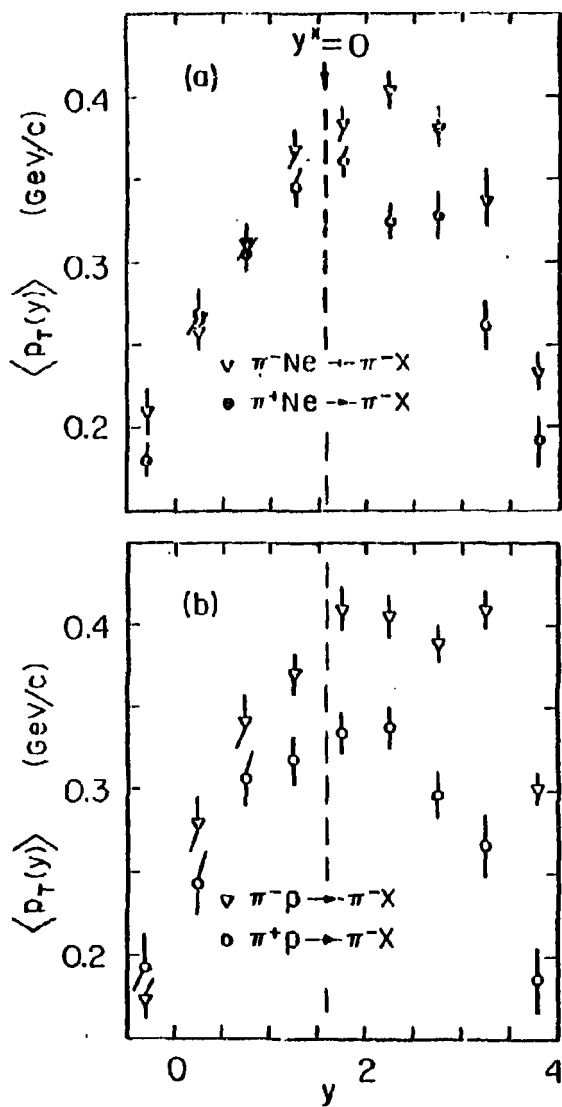 y* = 0
(a)
0.4
0.3
0.2
⟨p_T(y)⟩ (GeV/c)
π⁻Ne → π⁻X
π⁺Ne → π⁻X
(b)
0.4
0.3
0.2
⟨p_T(y)⟩ (GeV/c)
π⁻p → π⁻X
π⁺p → π⁻X
0 2 4
y